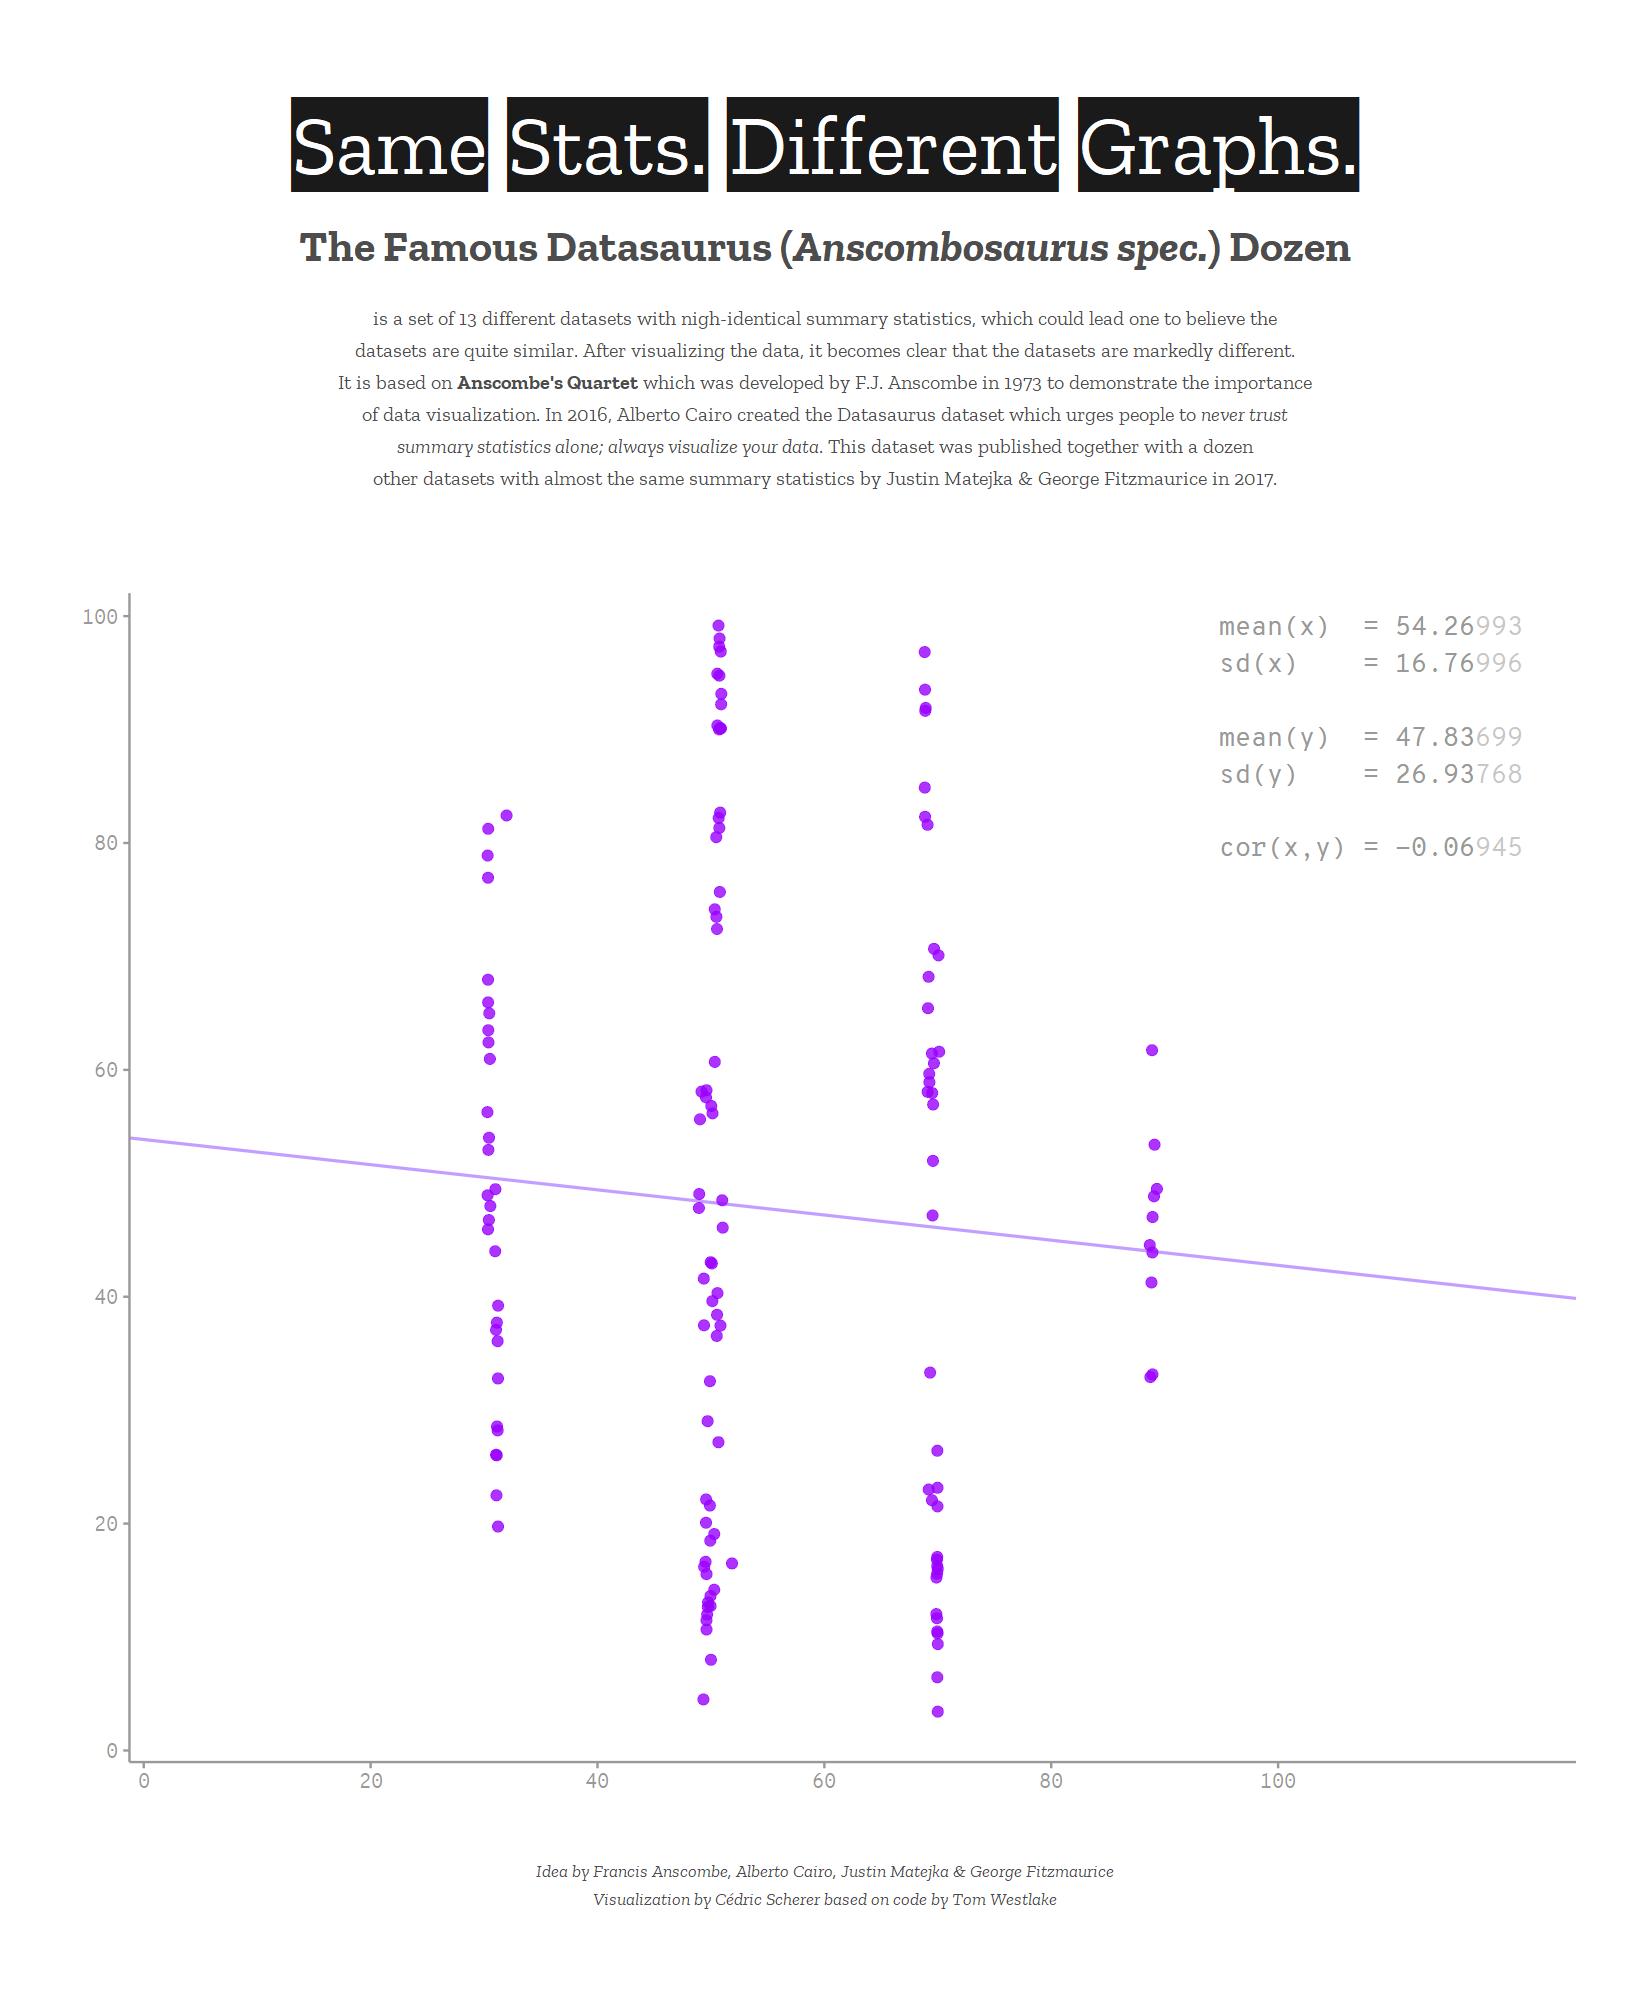 Same Stats. Different Graphs.
The Famous Datasaurus (Anscombosaurus spec.) Dozen
is a set of 13 different datasets with nigh-identical summary statistics, which could lead one to believe the
datasets are quite similar. After visualizing the data, it becomes clear that the datasets are markedly different.
It is based on Anscombe's Quartet which was developed by F.J. Anscombe in 1973 to demonstrate the importance
of data visualization. In 2016, Alberto Cairo created the Datasaurus dataset which urges people to never trust
summary statistics alone; always visualize your data. This dataset was published together with a dozen
other datasets with almost the same summary statistics by Justin Matejka & George Fitzmaurice in 2017.
mean(x) = 54.26993
sd(x) = 16.76996
mean(y) = 47.83699
sd(y) = 26.93768
cor(x,y) = −0.06945
100
80
60
40
20
0
0 20 40 60 80 100
Idea by Francis Anscombe, Alberto Cairo, Justin Matejka & George Fitzmaurice
Visualization by Cédric Scherer based on code by Tom Westlake